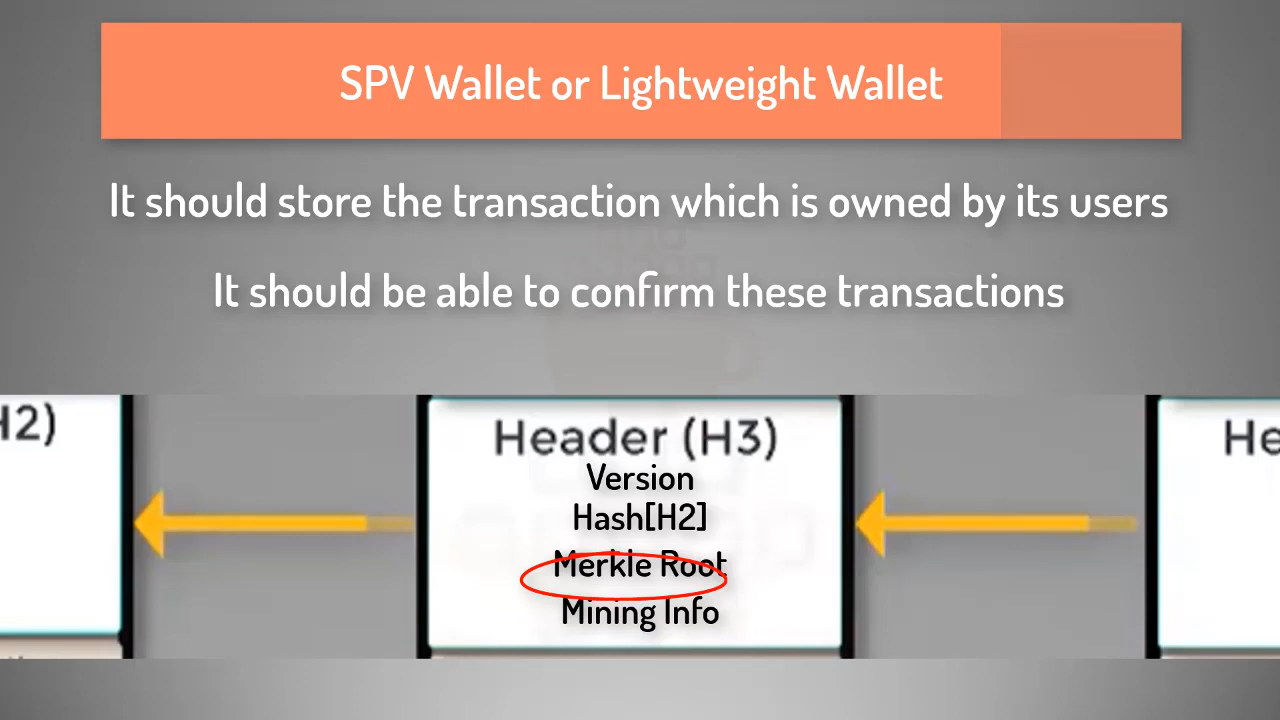 SPV Wallet or Lightweight Wallet
It should store the transaction which is owned by its users
It should be able to confirm these transactions
H2)
Header (H3)
He
Version
Hash[H2]
Merkle Root
Mining Info